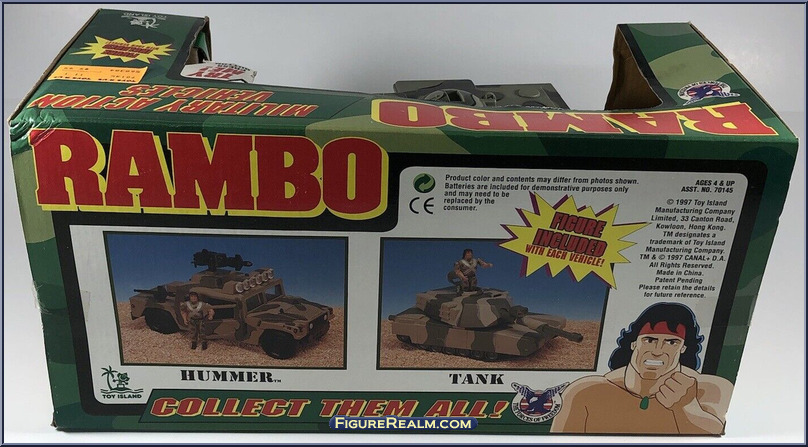 TOY ISLAND
MILITARY ACTION
VEHICLES
RAMBO
RAMBO
CE
Product color and contents may differ from photos shown.
Batteries are included for demonstrative purposes only
and may need to be
replaced by the
consumer.
AGES 4 & UP
ASST. NO. 70145
© 1997 Toy Island
Manufacturing Company
Limited, 33 Canton Road,
Kowloon, Hong Kong.
TM designates a
trademark of Toy Island
Manufacturing Company
TM & © 1997 CANAL+ D.A.
All Rights Reserved.
Made in China.
Patent Pending
Please retain the details
for future reference.
FIGURE
INCLUDED
WITH EACH VEHICLE!
HUMMER™
TANK
TOY ISLAND
COLLECT THEM ALL!
FIGUREREALM.COM